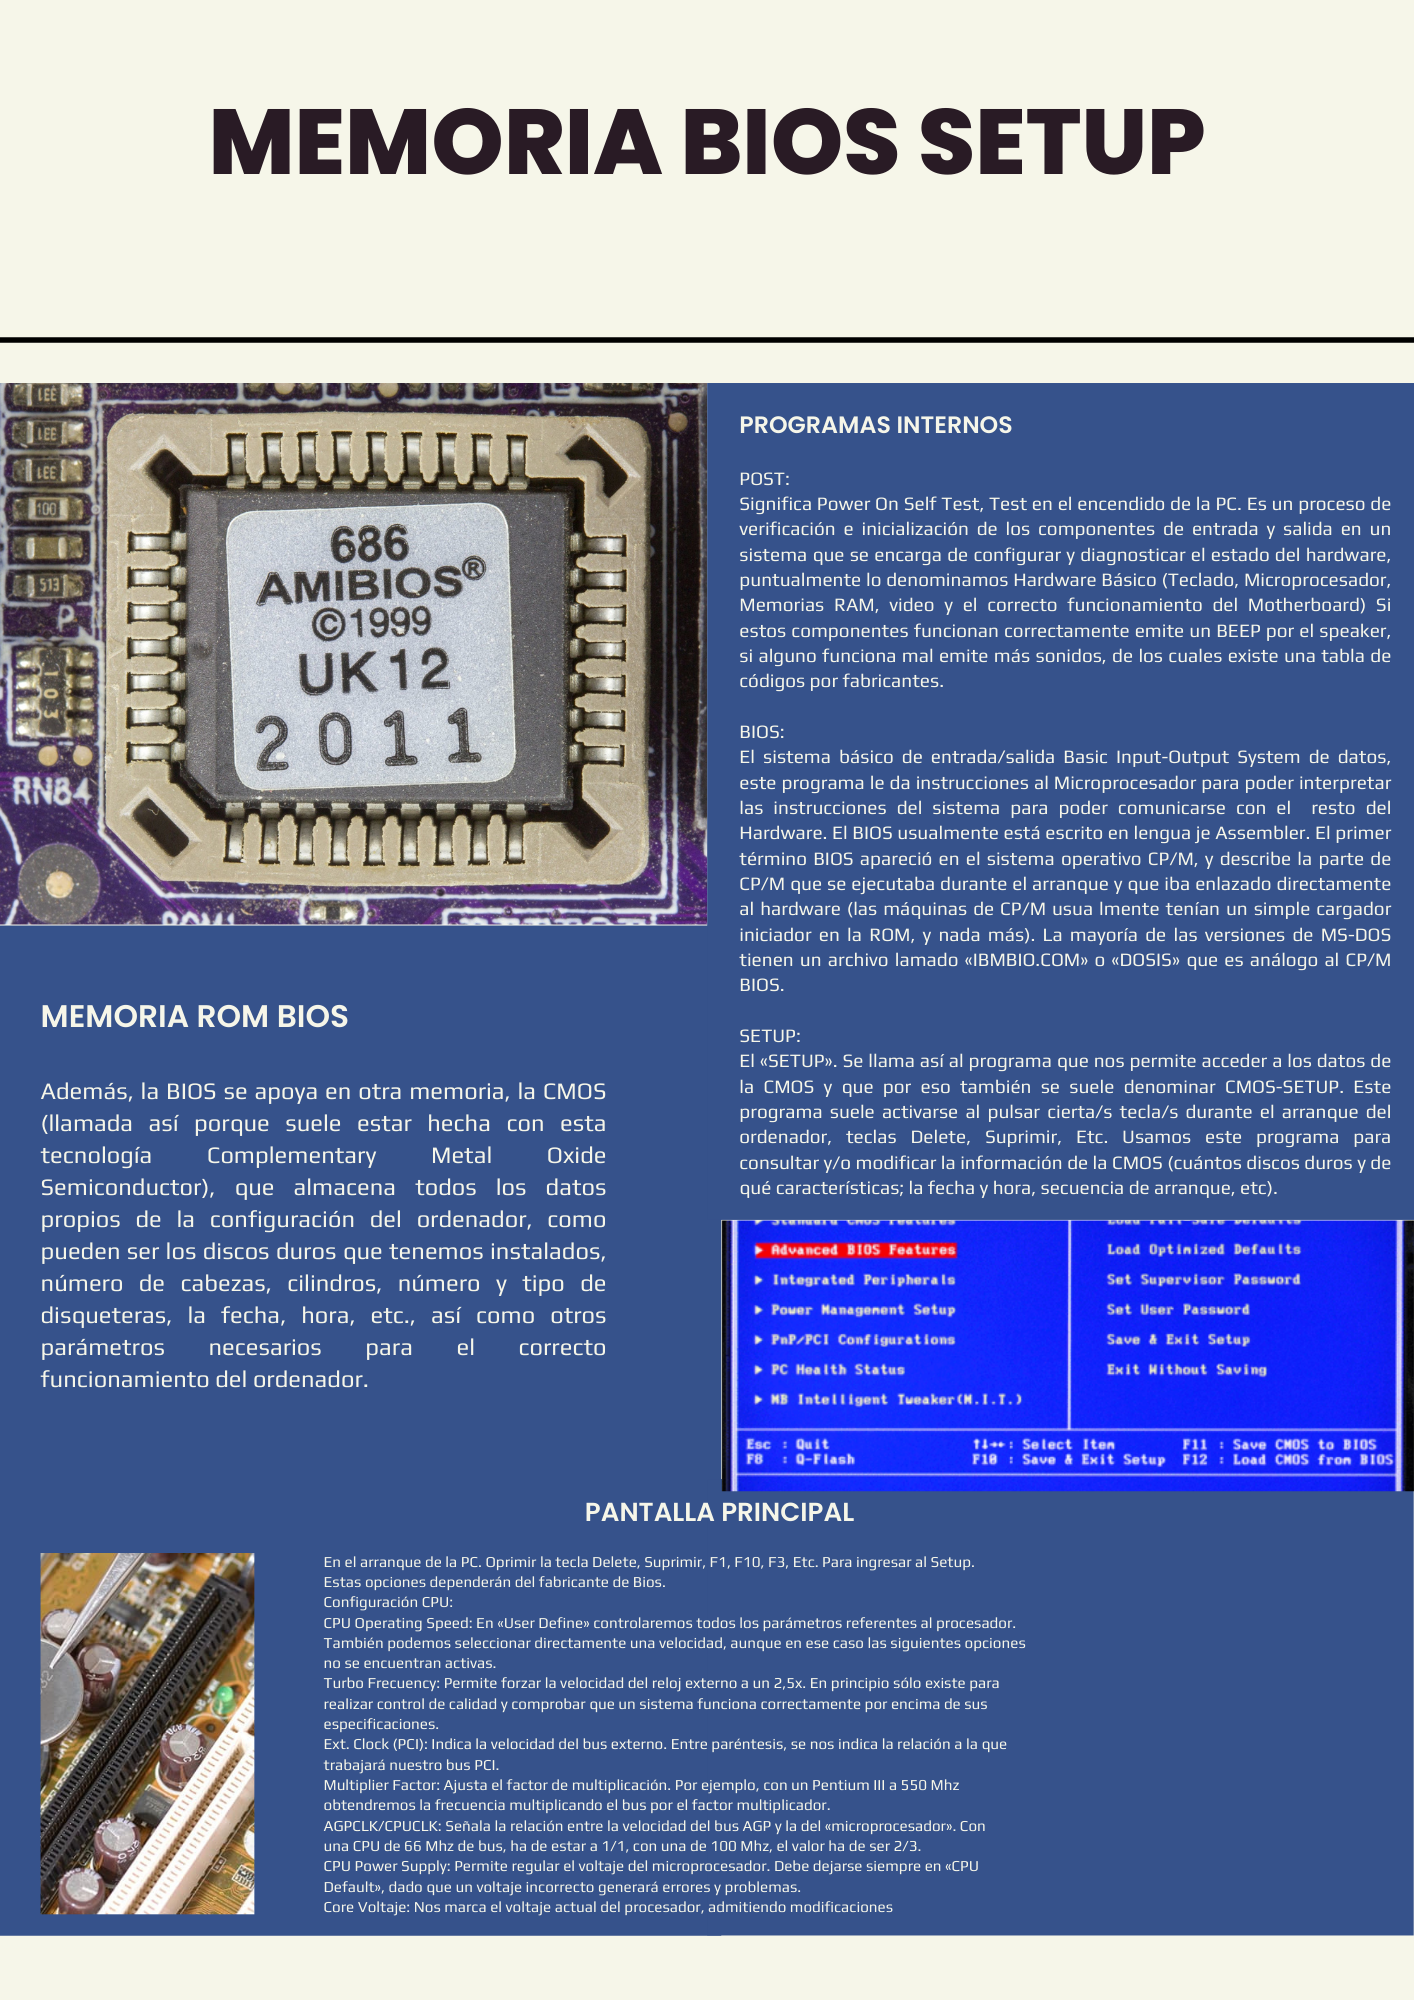 MEMORIA BIOS SETUP
LEE
LEE
LEE
100
513
P
103
RN84
686
AMIBIOS®
©1999
UK12
2011
MEMORIA ROM BIOS
Además, la BIOS se apoya en otra memoria, la CMOS
(llamada así porque suele estar hecha con esta
tecnología Complementary Metal Oxide
Semiconductor), que almacena todos los datos
propios de la configuración del ordenador, como
pueden ser los discos duros que tenemos instalados,
número de cabezas, cilindros, número y tipo de
disqueteras, la fecha, hora, etc., así como otros
parámetros necesarios para el correcto
funcionamiento del ordenador.
PROGRAMAS INTERNOS
POST:
Significa Power On Self Test, Test en el encendido de la PC. Es un proceso de
verificación e inicialización de los componentes de entrada y salida en un
sistema que se encarga de configurar y diagnosticar el estado del hardware,
puntualmente lo denominamos Hardware Básico (Teclado, Microprocesador,
Memorias RAM, video y el correcto funcionamiento del Motherboard) Si
estos componentes funcionan correctamente emite un BEEP por el speaker,
si alguno funciona mal emite más sonidos, de los cuales existe una tabla de
códigos por fabricantes.
BIOS:
El sistema básico de entrada/salida Basic Input-Output System de datos,
este programa le da instrucciones al Microprocesador para poder interpretar
las instrucciones del sistema para poder comunicarse con el resto del
Hardware. El BIOS usualmente está escrito en lengua je Assembler. El primer
término BIOS apareció en el sistema operativo CP/M, y describe la parte de
CP/M que se ejecutaba durante el arranque y que iba enlazado directamente
al hardware (las máquinas de CP/M usua lmente tenían un simple cargador
iniciador en la ROM, y nada más). La mayoría de las versiones de MS-DOS
tienen un archivo lamado «IBMBIO.COM» o «DOSIS» que es análogo al CP/M
BIOS.
SETUP:
El «SETUP». Se llama así al programa que nos permite acceder a los datos de
la CMOS y que por eso también se suele denominar CMOS-SETUP. Este
programa suele activarse al pulsar cierta/s tecla/s durante el arranque del
ordenador, teclas Delete, Suprimir, Etc. Usamos este programa para
consultar y/o modificar la información de la CMOS (cuántos discos duros y de
qué características; la fecha y hora, secuencia de arranque, etc).
Standard CMOS Features
Load Fail-Safe Defaults
Advanced BIOS Features
Load Optimized Defaults
Integrated Peripherals
Set Supervisor Password
Power Management Setup
Set User Password
PnP/PCI Configurations
Save & Exit Setup
PC Health Status
Exit Without Saving
MB Intelligent Tweaker(M.I.T.)
Esc : Quit ↑↓→←: Select Item F11 : Save CMOS to BIOS
F8 : Q-Flash F10 : Save & Exit Setup F12 : Load CMOS from BIOS
PANTALLA PRINCIPAL
En el arranque de la PC. Oprimir la tecla Delete, Suprimir, F1, F10, F3, Etc. Para ingresar al Setup.
Estas opciones dependerán del fabricante de Bios.
Configuración CPU:
CPU Operating Speed: En «User Define» controlaremos todos los parámetros referentes al procesador.
También podemos seleccionar directamente una velocidad, aunque en ese caso las siguientes opciones
no se encuentran activas.
Turbo Frecuency: Permite forzar la velocidad del reloj externo a un 2,5x. En principio sólo existe para
realizar control de calidad y comprobar que un sistema funciona correctamente por encima de sus
especificaciones.
Ext. Clock (PCI): Indica la velocidad del bus externo. Entre paréntesis, se nos indica la relación a la que
trabajará nuestro bus PCI.
Multiplier Factor: Ajusta el factor de multiplicación. Por ejemplo, con un Pentium III a 550 Mhz
obtendremos la frecuencia multiplicando el bus por el factor multiplicador.
AGPCLK/CPUCLK: Señala la relación entre la velocidad del bus AGP y la del «microprocesador». Con
una CPU de 66 Mhz de bus, ha de estar a 1/1, con una de 100 Mhz, el valor ha de ser 2/3.
CPU Power Supply: Permite regular el voltaje del microprocesador. Debe dejarse siempre en «CPU
Default», dado que un voltaje incorrecto generará errores y problemas.
Core Voltaje: Nos marca el voltaje actual del procesador, admitiendo modificaciones